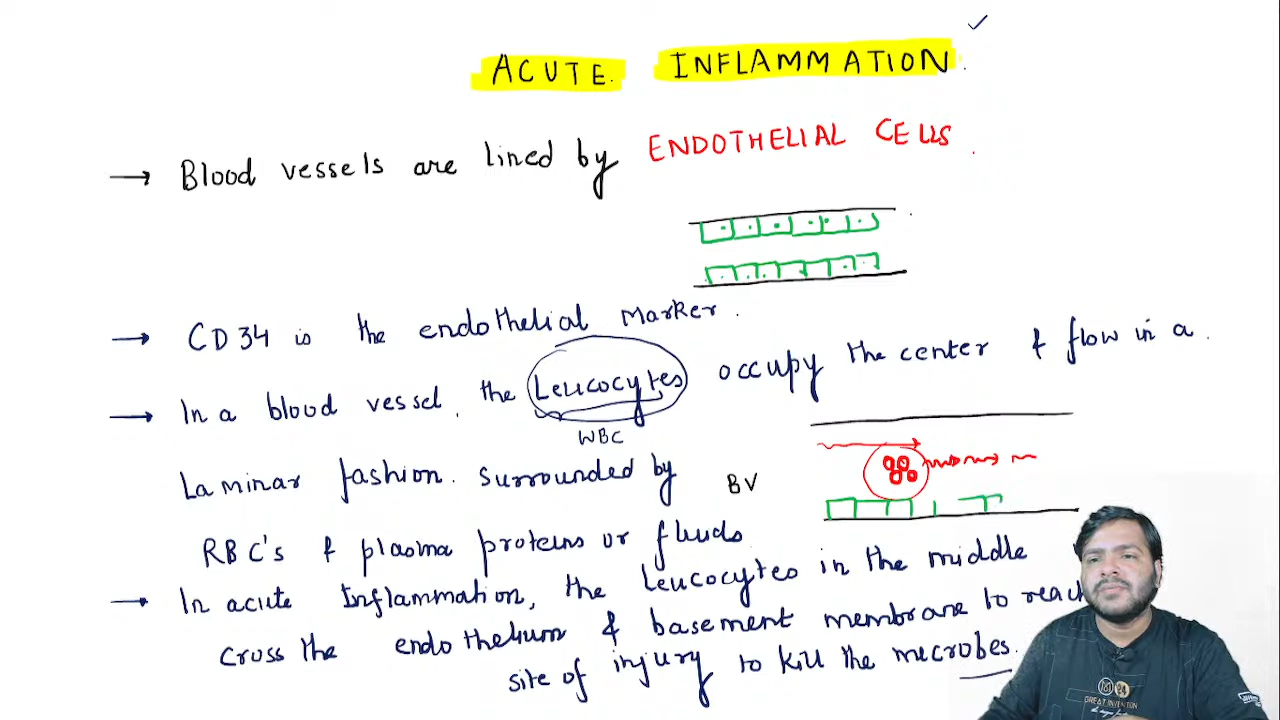 ACUTE INFLAMMATION
→ Blood vessels are lined by ENDOTHELIAL CELLS.
→ CD34 is the endothelial Marker.
→ In a blood vessel, the Leucocytes occupy the center & flow in a
WBC
Laminar fashion. surrounded by
BV
RBC's & plasma proteins or fluids
→ In acute Inflammation, the Leucocytes in the middle
cross the endothelium & basement membrane to reach
site of injury to kill the microbes.
GREAT INVENTION